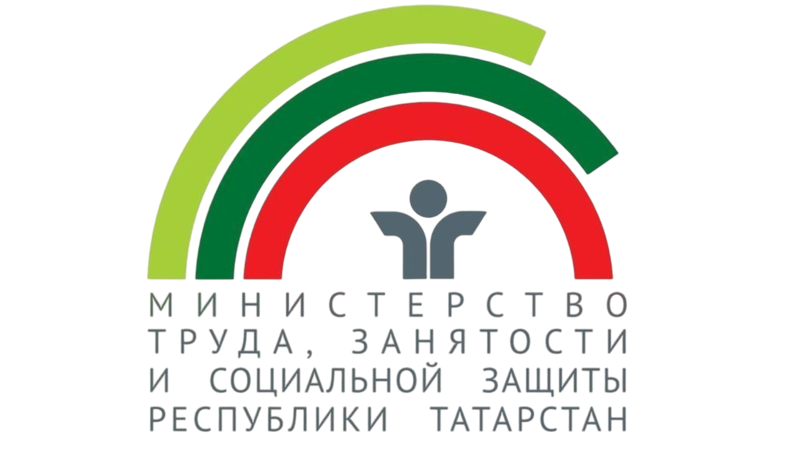 МИНИСТЕРСТВО
ТРУДА, ЗАНЯТОСТИ
И СОЦИАЛЬНОЙ ЗАЩИТЫ
РЕСПУБЛИКИ ТАТАРСТАН